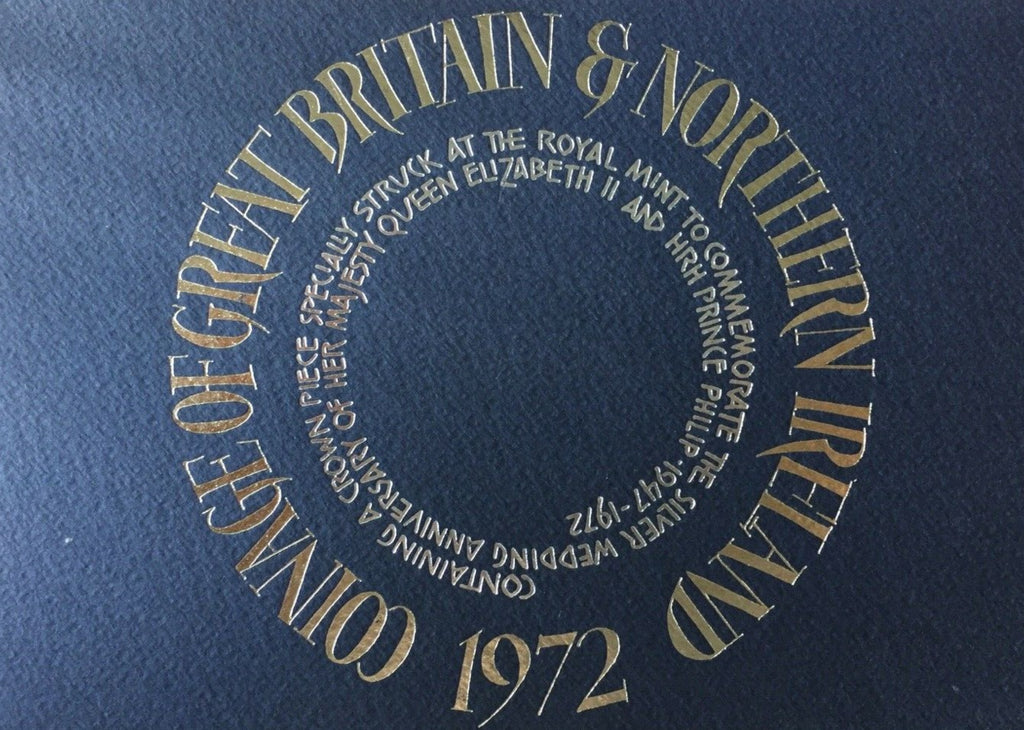 COINAGE OF GREAT BRITAIN & NORTHERN IRELAND
1972
CONTAINING A CROWN PIECE SPECIALLY STRUCK AT THE ROYAL MINT TO COMMEMORATE THE SILVER
WEDDING ANNIVERSARY OF HER MAJESTY QUEEN ELIZABETH II AND HRH PRINCE PHILIP·1947-1972